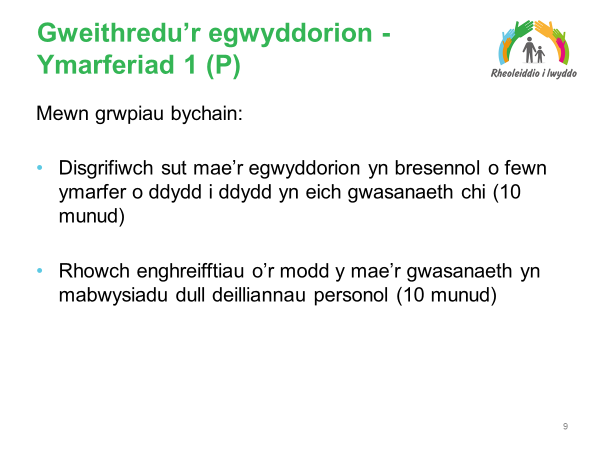 Gweithredu’r egwyddorion -
Ymarferiad 1 (P)
Rheoleiddio i lwyddo
Mewn grwpiau bychain:
• Disgrifiwch sut mae’r egwyddorion yn bresennol o fewn
ymarfer o ddydd i ddydd yn eich gwasanaeth chi (10
munud)
• Rhowch enghreifftiau o’r modd y mae’r gwasanaeth yn
mabwysiadu dull deilliannau personol (10 munud)
9